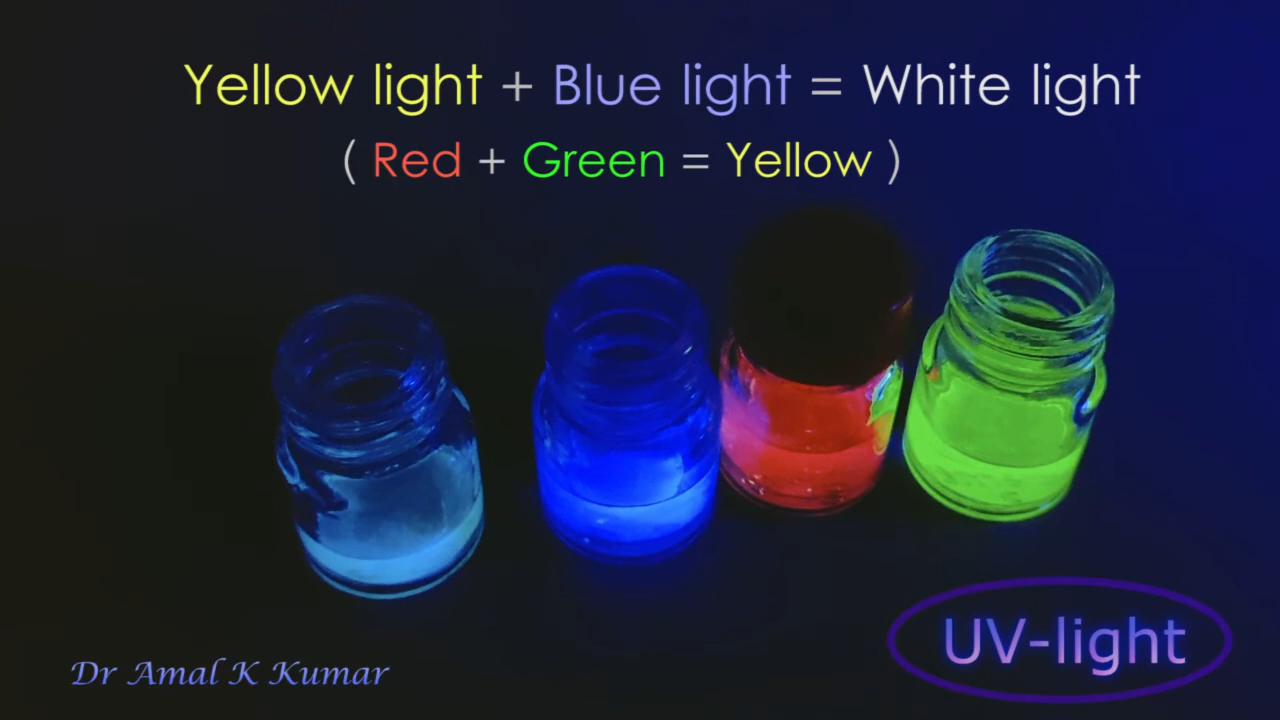 Yellow light + Blue light = White light
( Red + Green = Yellow )
UV-light
Dr Amal K Kumar